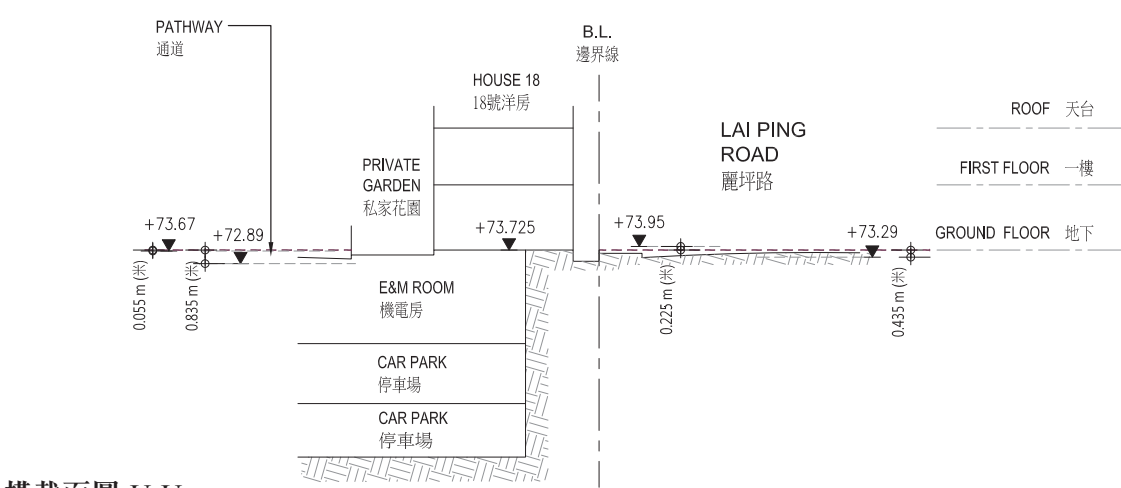 PATHWAY
通道
B.L.
邊界線
HOUSE 18
18號洋房
ROOF 天台
LAI PING
ROAD
麗坪路
PRIVATE
GARDEN
私家花園
FIRST FLOOR 一樓
+73.67
+72.89
+73.725
+73.95
+73.29
GROUND FLOOR 地下
0.055 m (米)
0.835 m (米)
0.225 m (米)
0.435 m (米)
E&M ROOM
機電房
CAR PARK
停車場
CAR PARK
停車場